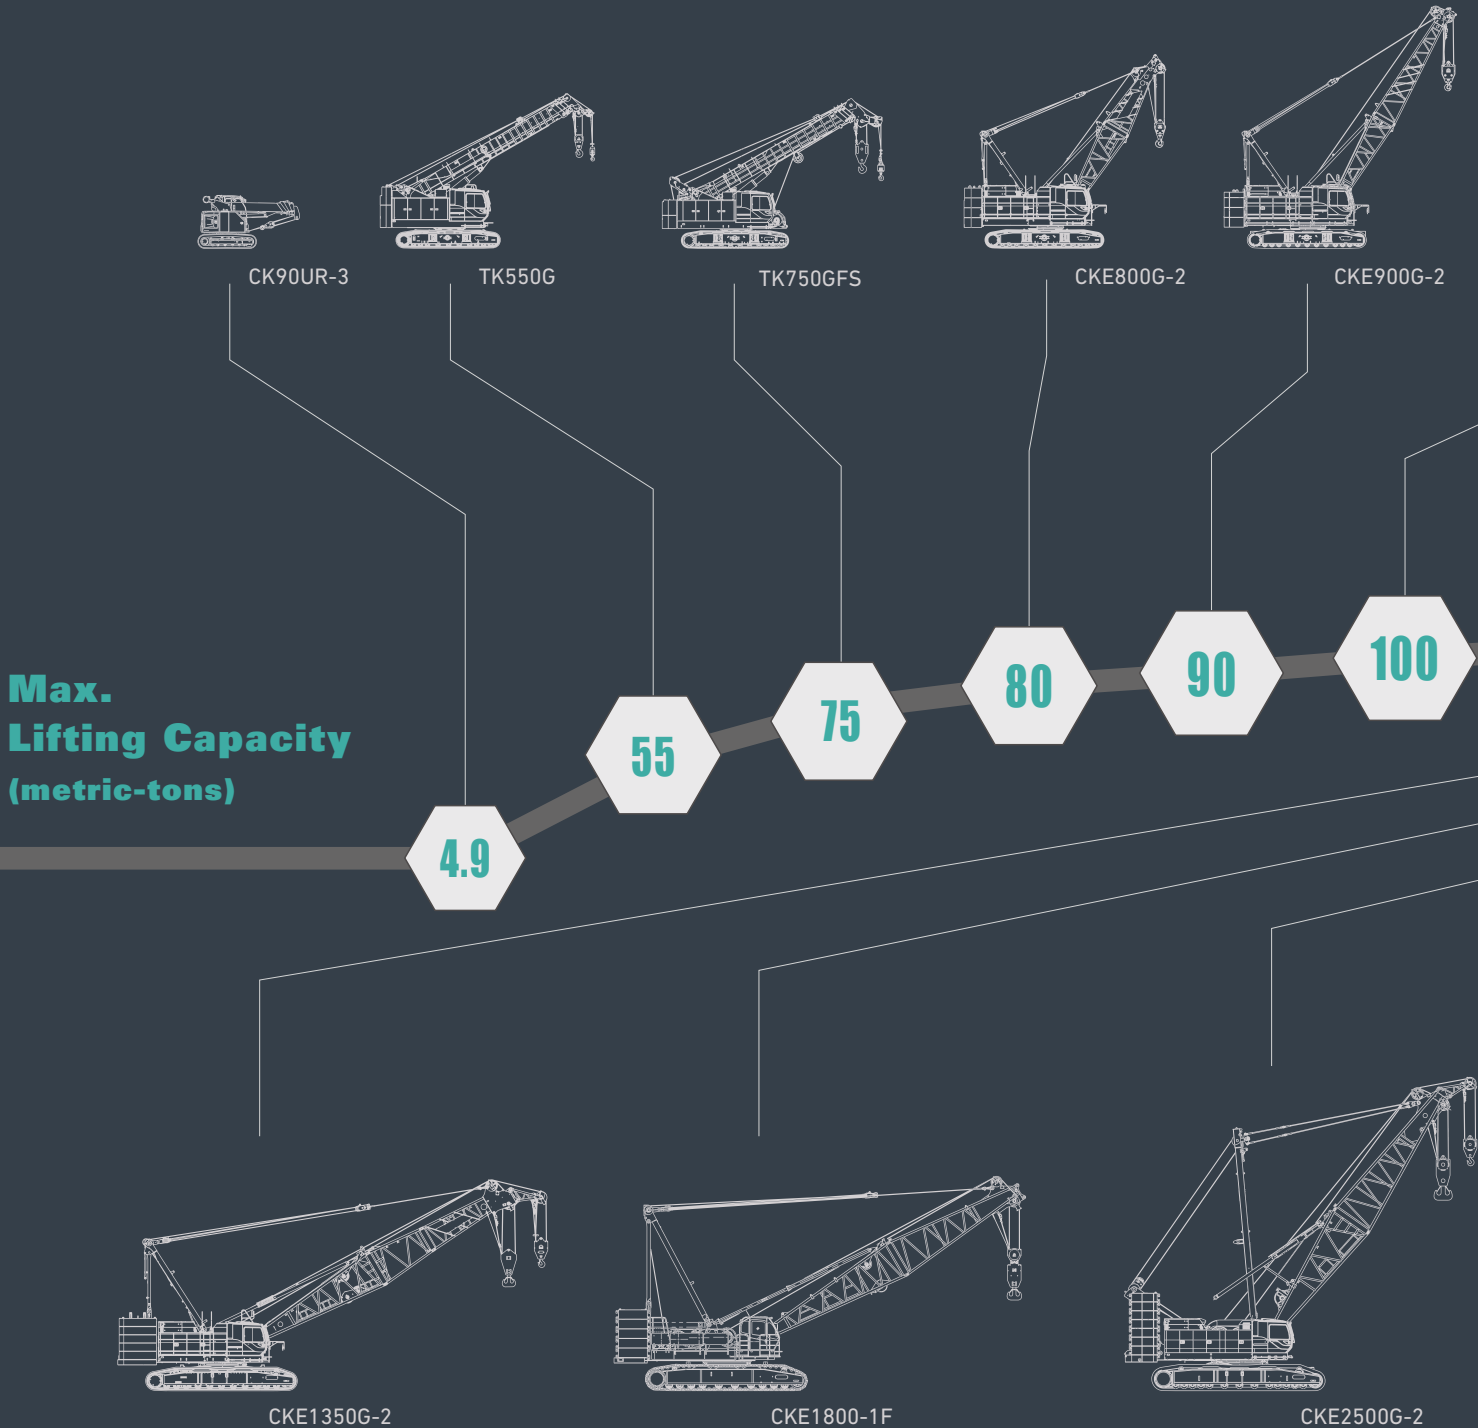 CK90UR-3
TK550G
TK750GFS
CKE800G-2
CKE900G-2
100
90
80
75
55
4.9
Max.
Lifting Capacity
(metric-tons)
CKE1350G-2
CKE1800-1F
CKE2500G-2